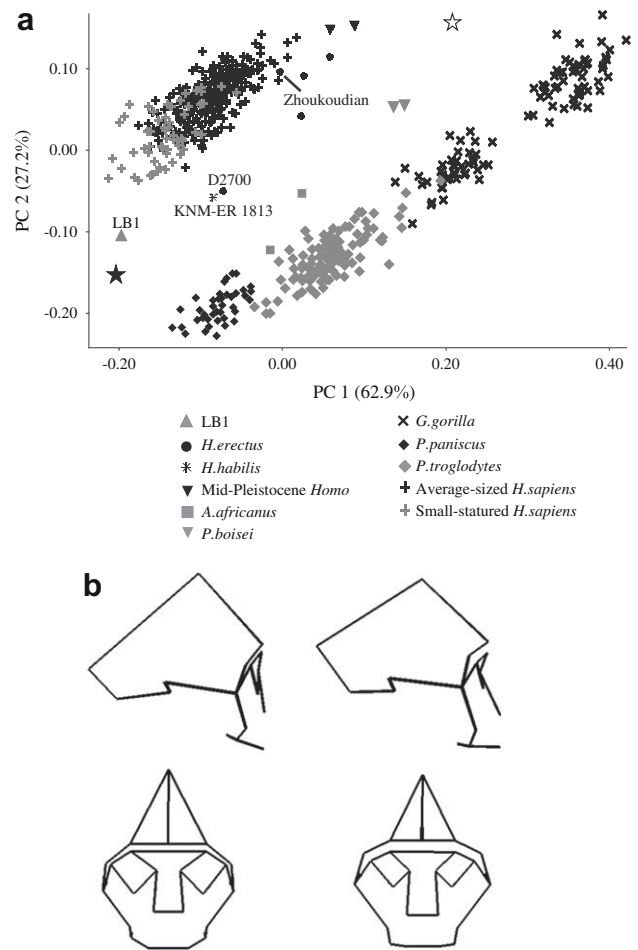 a
PC 2 (27.2%)
0.10
0.00
-0.10
-0.20
Zhoukoudian
D2700
KNM-ER 1813
LB1
-0.20 0.00 0.20 0.40
PC 1 (62.9%)
LB1
H.erectus
H.habilis
Mid-Pleistocene Homo
A.africanus
P.boisei
G.gorilla
P.paniscus
P.troglodytes
Average-sized H.sapiens
Small-statured H.sapiens
b